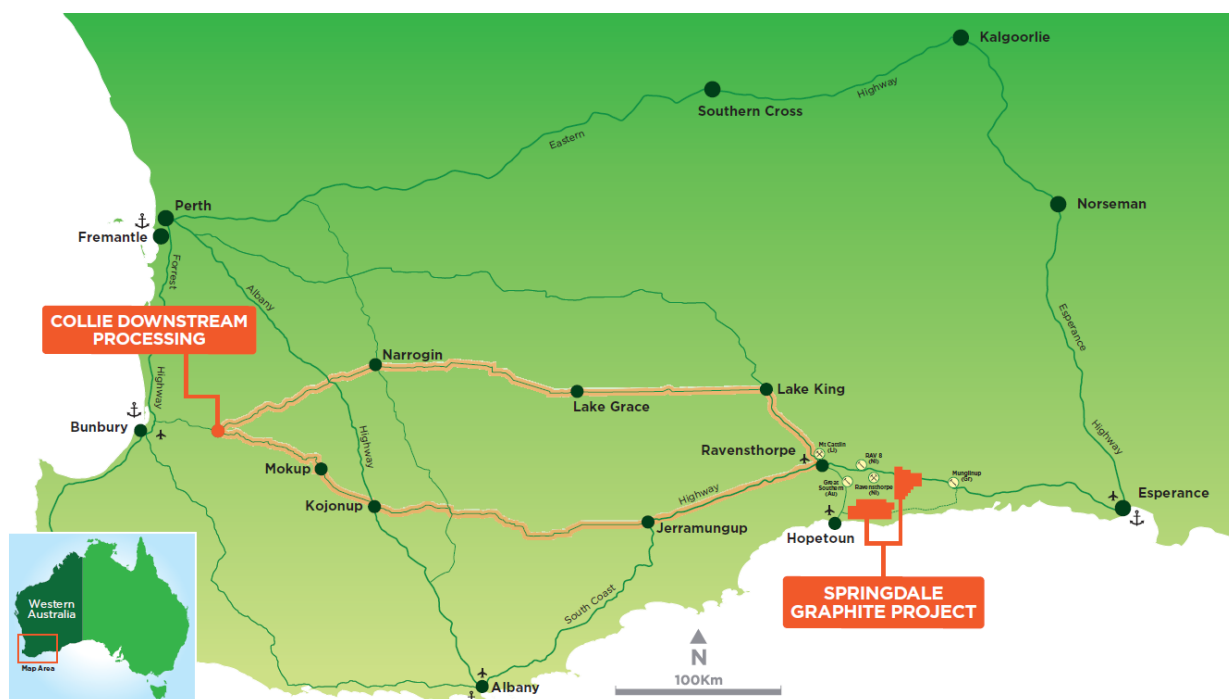 Kalgoorlie
Highway
Southern Cross
Eastern
Perth
Fremantle
Norseman
Forrest
Albany
COLLIE DOWNSTREAM
PROCESSING
Esperance
Narrogin
Highway
Lake Grace
Lake King
Bunbury
Highway
Ravensthorpe
Mt Cattlin
(Li)
RAV 8
(Ni)
Mokup
Highway
Great
Southern
(Au)
Ravensthorpe
(Ni)
Munglinup
(Gr)
Highway
Kojonup
Esperance
Jerramungup
Hopetoun
SPRINGDALE
GRAPHITE PROJECT
Western
Australia
South Coast
Map Area
N
100Km
Albany